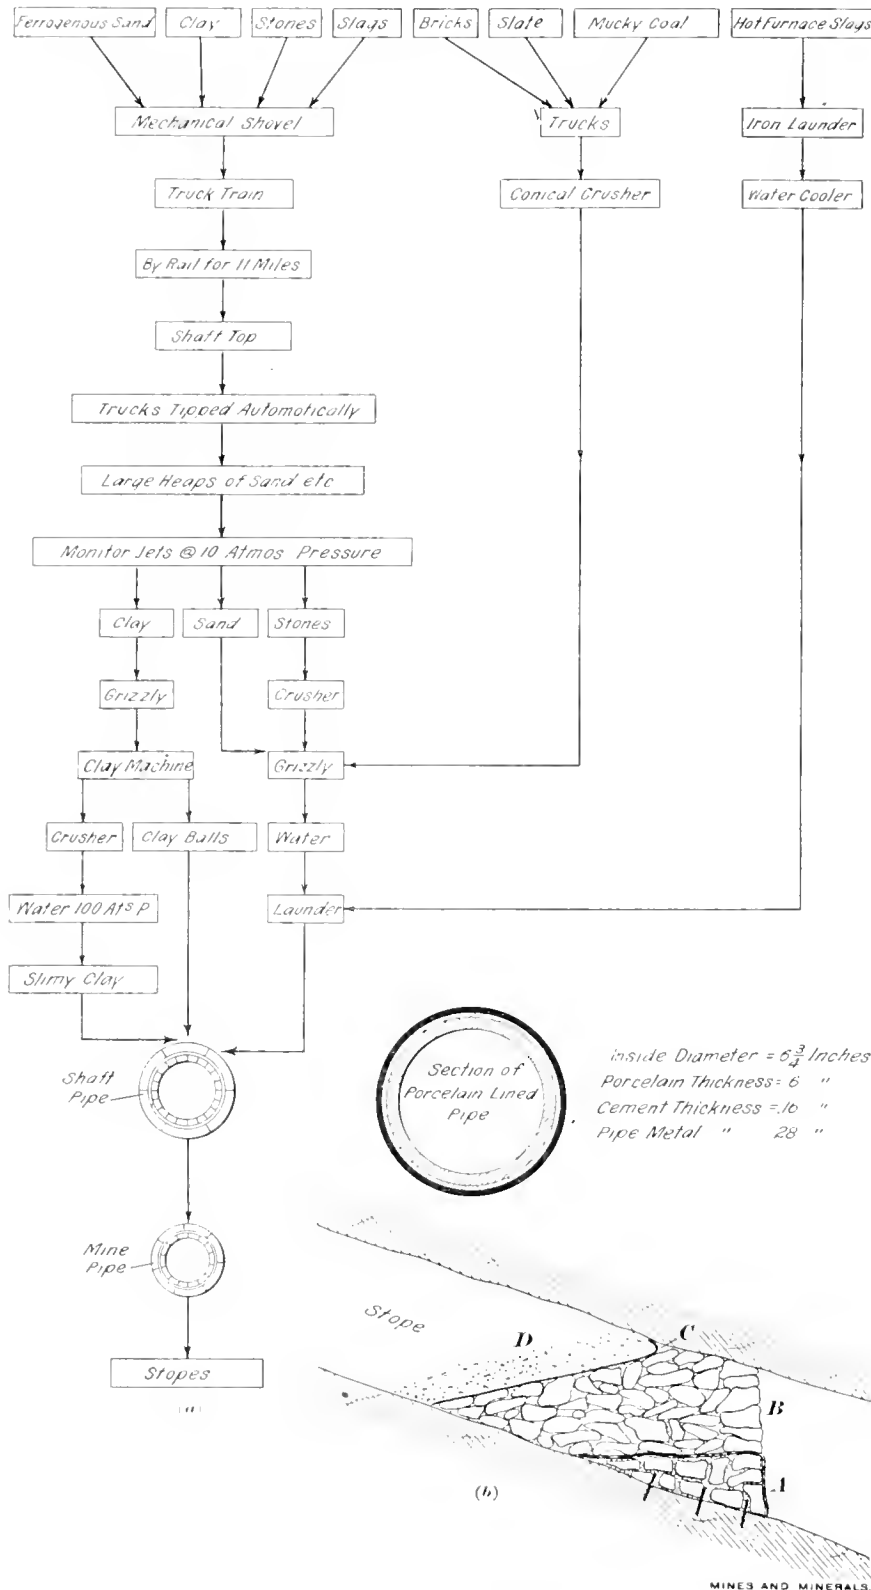 Ferrogenous Sand
Clay
Stones
Slags
Bricks
Slate
Mucky Coal
Hot Furnace Slags
Mechanical Shovel
Trucks
Iron Launder
Truck Train
Conical Crusher
Water Cooler
By Rail for 11 Miles
Shaft Top
Trucks Tipped Automatically
Large Heaps of Sand etc
Monitor Jets @ 10 Atmos Pressure
Clay
Sand
Stones
Grizzly
Crusher
Clay Machine
Grizzly
Crusher
Clay Balls
Water
Water 100 Ats P
Launder
Slimy Clay
Shaft
Pipe
Section of
Porcelain Lined
Pipe
Inside Diameter = 6 3/4 Inches
Porcelain Thickness = 6 "
Cement Thickness = .16 "
Pipe Metal " 28 "
Mine
Pipe
Stope
D
C
B
A
Stopes
(a)
(b)
MINES AND MINERALS